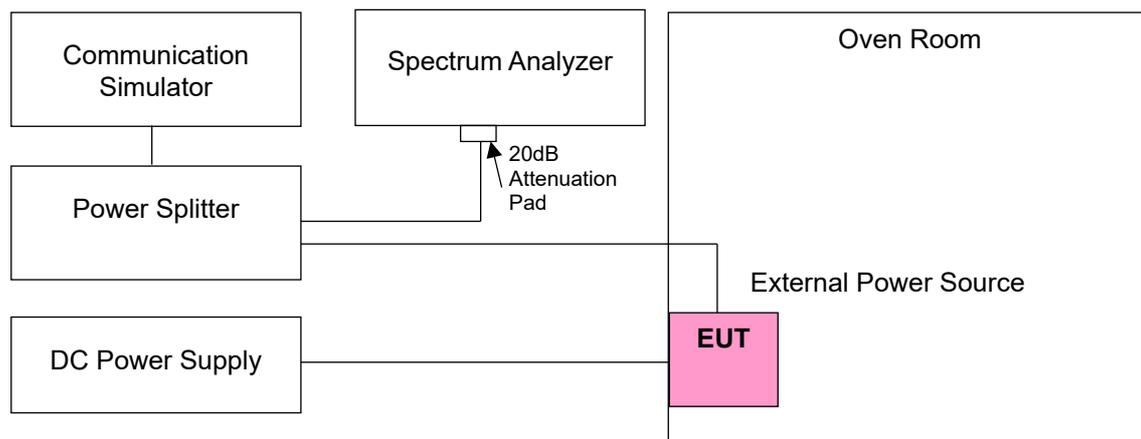 Communication
Simulator
Spectrum Analyzer
Oven Room
20dB
Attenuation
Pad
Power Splitter
External Power Source
EUT
DC Power Supply